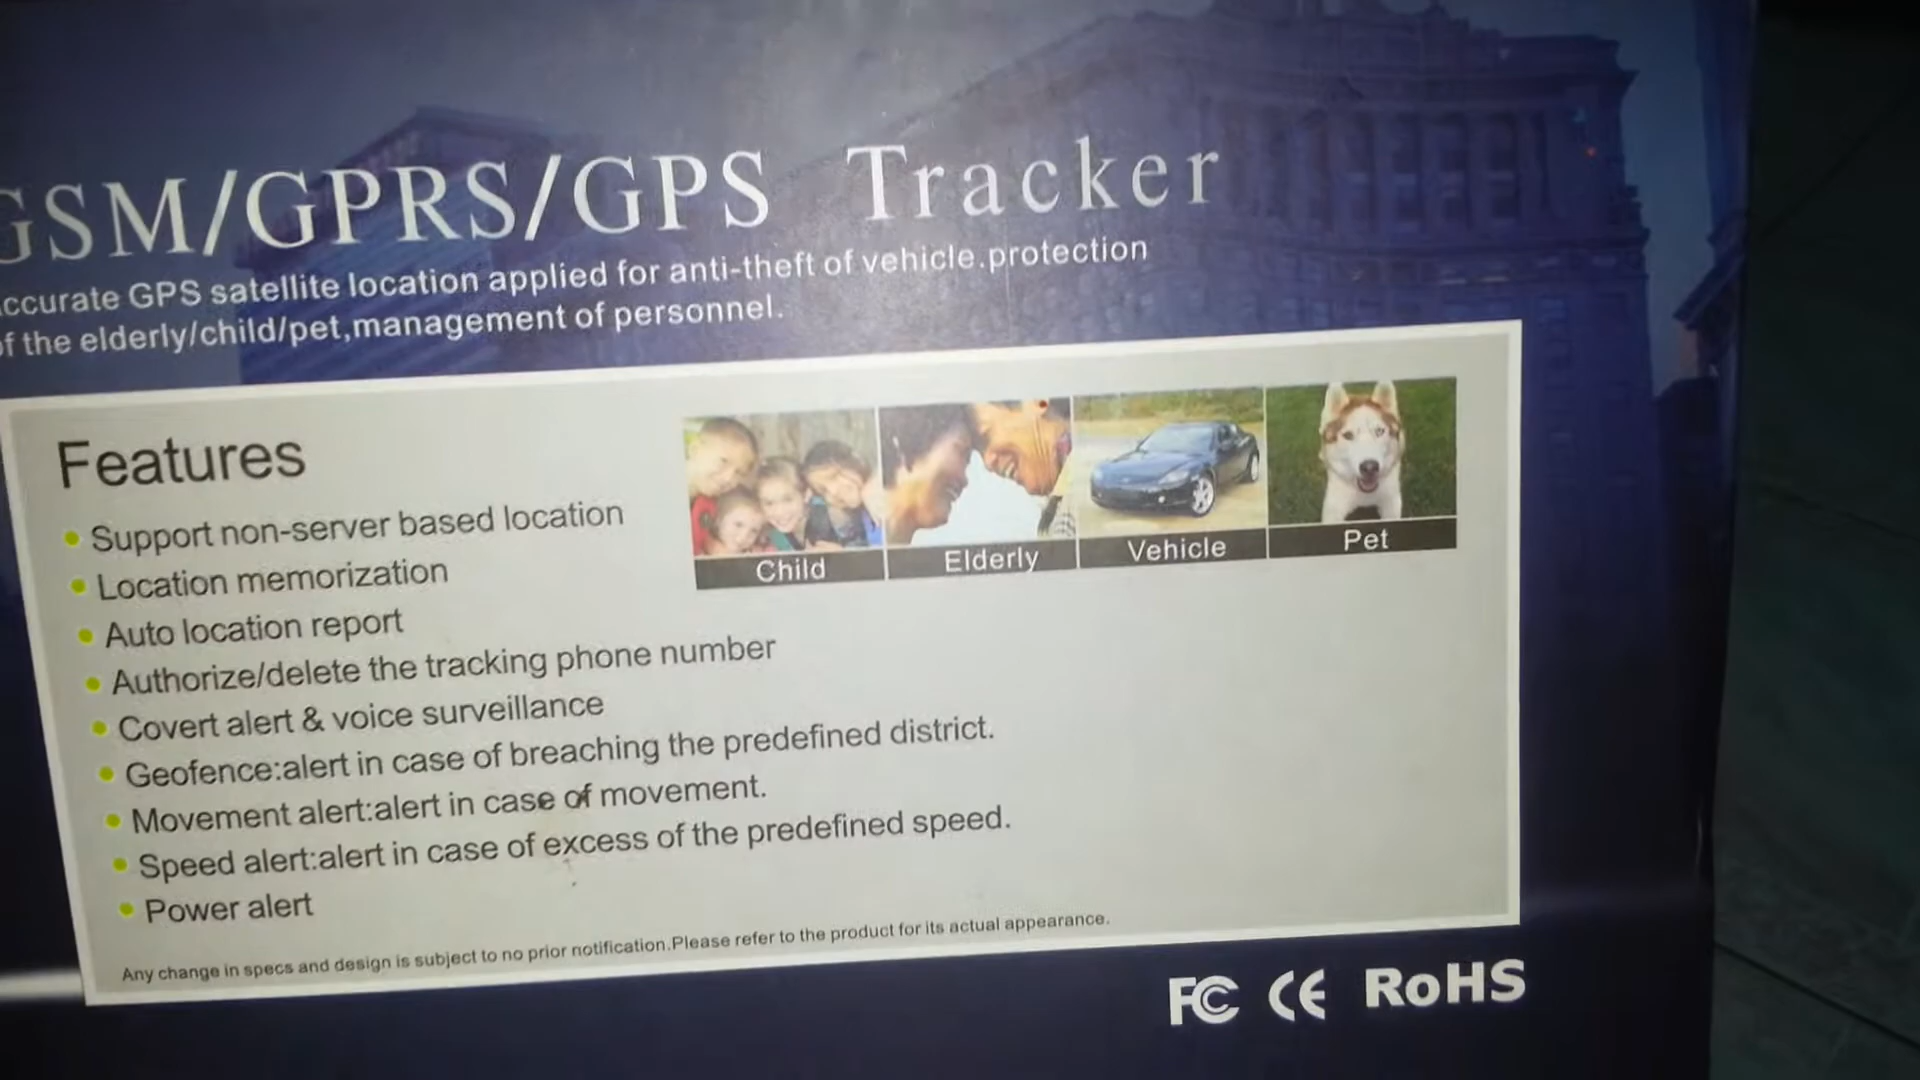 GSM/GPRS/GPS Tracker
accurate GPS satellite location applied for anti-theft of vehicle.protection
of the elderly/child/pet,management of personnel.
Features
Child Elderly Vehicle Pet
Support non-server based location
Location memorization
Auto location report
Authorize/delete the tracking phone number
Covert alert & voice surveillance
Geofence:alert in case of breaching the predefined district.
Movement alert:alert in case of movement.
Speed alert:alert in case of excess of the predefined speed.
Power alert
Any change in specs and design is subject to no prior notification.Please refer to the product for its actual appearance.
FC CE RoHS